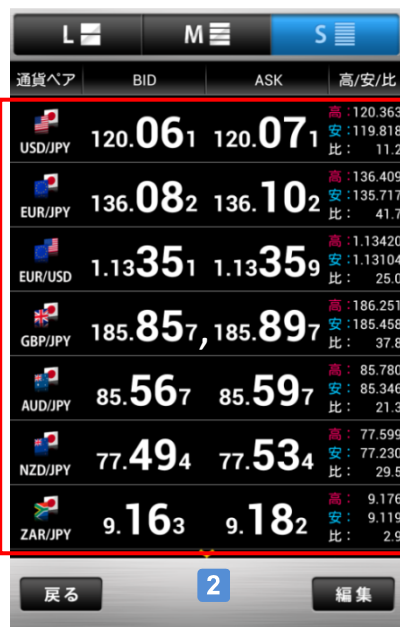 L M S
通貨ペア BID ASK 高/安/比
USD/JPY 120.061 120.071 高:120.363
安:119.818
比: 11.2
EUR/JPY 136.082 136.102 高:136.409
安:135.717
比: 41.7
EUR/USD 1.13351 1.13359 高:1.13420
安:1.13104
比: 25.0
GBP/JPY 185.857, 185.897 高:186.251
安:185.458
比: 37.8
AUD/JPY 85.567 85.597 高: 85.780
安: 85.346
比: 21.3
NZD/JPY 77.494 77.534 高: 77.599
安: 77.230
比: 29.5
ZAR/JPY 9.163 9.182 高: 9.176
安: 9.119
比: 2.9
戻る 2 編集